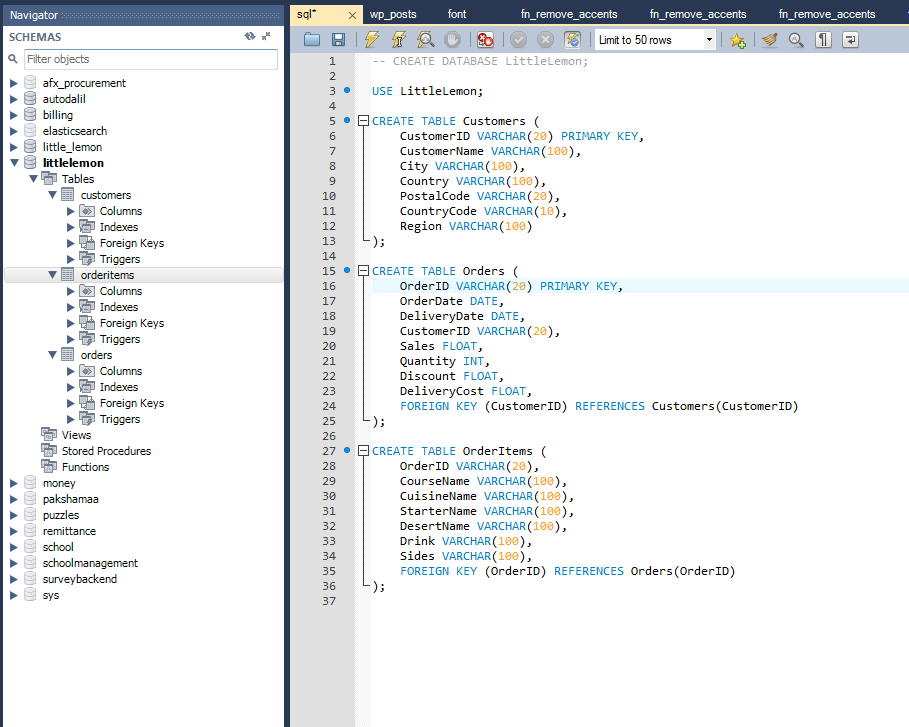 Navigator
SCHEMAS
Filter objects
afx_procurement
autodalil
billing
elasticsearch
little_lemon
littlelemon
Tables
customers
Columns
Indexes
Foreign Keys
Triggers
orderitems
Columns
Indexes
Foreign Keys
Triggers
orders
Columns
Indexes
Foreign Keys
Triggers
Views
Stored Procedures
Functions
money
pakshamaa
puzzles
remittance
school
schoolmanagement
surveybackend
sys
sql* wp_posts font fn_remove_accents fn_remove_accents fn_remove_accents
Limit to 50 rows
1 -- CREATE DATABASE LittleLemon;
2
3 USE LittleLemon;
4
5 CREATE TABLE Customers (
6 CustomerID VARCHAR(20) PRIMARY KEY,
7 CustomerName VARCHAR(100),
8 City VARCHAR(100),
9 Country VARCHAR(100),
10 PostalCode VARCHAR(20),
11 CountryCode VARCHAR(10),
12 Region VARCHAR(100)
13 );
14
15 CREATE TABLE Orders (
16 OrderID VARCHAR(20) PRIMARY KEY,
17 OrderDate DATE,
18 DeliveryDate DATE,
19 CustomerID VARCHAR(20),
20 Sales FLOAT,
21 Quantity INT,
22 Discount FLOAT,
23 DeliveryCost FLOAT,
24 FOREIGN KEY (CustomerID) REFERENCES Customers(CustomerID)
25 );
26
27 CREATE TABLE OrderItems (
28 OrderID VARCHAR(20),
29 CourseName VARCHAR(100),
30 CuisineName VARCHAR(100),
31 StarterName VARCHAR(100),
32 DesertName VARCHAR(100),
33 Drink VARCHAR(100),
34 Sides VARCHAR(100),
35 FOREIGN KEY (OrderID) REFERENCES Orders(OrderID)
36 );
37